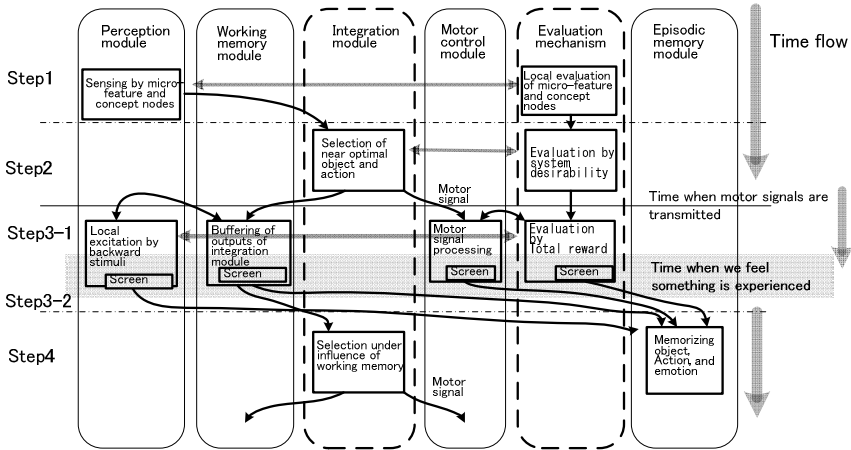 Perception
module
Working
memory
module
Integration
module
Motor
control
module
Evaluation
mechanism
Episodic
memory
module
Time flow
Step1
Sensing by micro-
feature and concept
nodes
Local evaluation
of micro-feature
and concept
nodes
Step2
Selection of
near optimal
object and
action
Evaluation by
system
desirability
Motor
signal
Time when motor signals are
transmitted
Step3-1
Local
excitation by
backward
stimuli
Screen
Buffering of
outputs of
integration
module
Screen
Motor
signal
processing
Screen
Evaluation
by
Total reward
Screen
Time when we feel
something is experienced
Step3-2
Step4
Selection under
influence of
working memory
Motor
signal
Memorizing
object,
Action, and
emotion